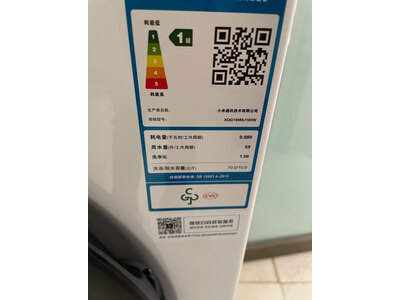 耗能低
1
2
3
4
5
1级
耗能高
生产者名称: 小米通讯技术有限公司
规格型号: XQG100MJ103W
耗电量(千瓦时/工作周期) 0.880
用水量(升/工作周期) 59
洗净比 1.08
洗涤/脱水容量(公斤) 10.0/10.0
依据国家标准: GB 12021.4-2013
CVC
微信扫码获取服务